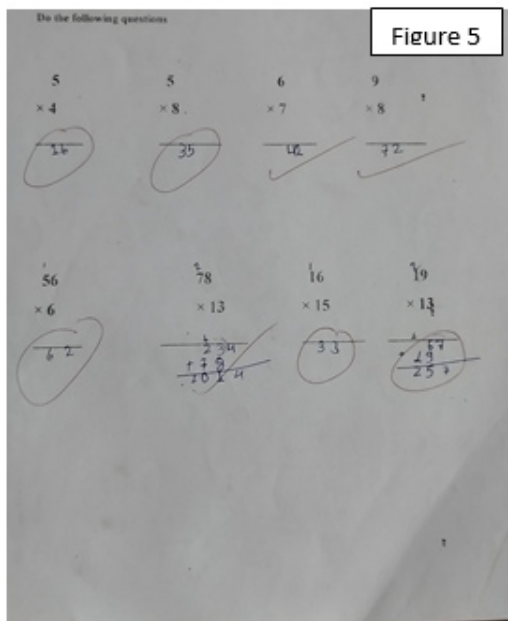 Do the following questions
Figure 5
5 5 6 9
× 4 × 8 × 7 × 8
35 42 72
56 78 16 19
× 6 × 13 × 15 × 13
62 234 33 57
+ 78
1014 257